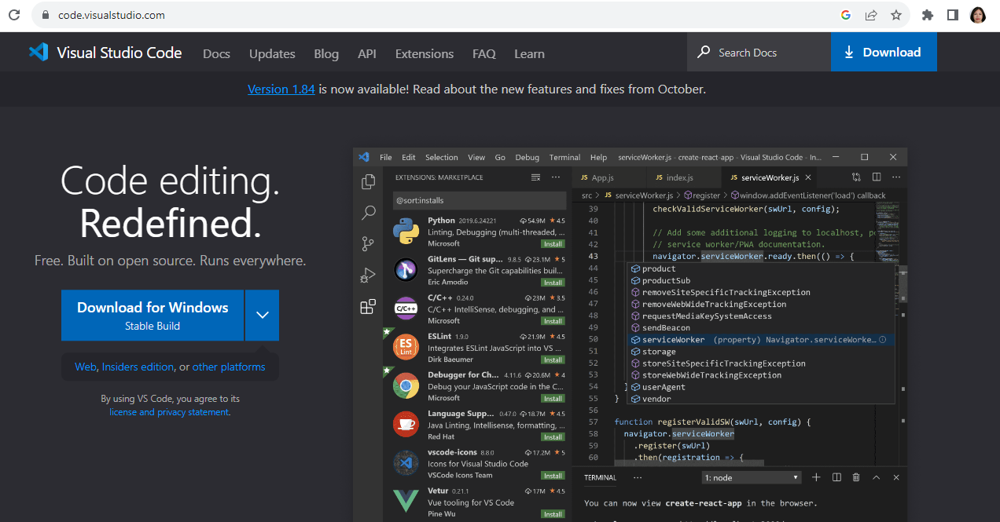 code.visualstudio.com
Visual Studio Code Docs Updates Blog API Extensions FAQ Learn Search Docs Download
Version 1.84 is now available! Read about the new features and fixes from October.
Code editing.
Redefined.
Free. Built on open source. Runs everywhere.
Download for Windows
Stable Build
Web, Insiders edition, or other platforms
By using VS Code, you agree to its
license and privacy statement.
File Edit Selection View Go Debug Terminal Help serviceWorker.js - create-react-app - Visual Studio Code - In...
EXTENSIONS: MARKETPLACE
@sort:installs
Python 2019.6.24221 54.9M 4.5
Linting, Debugging (multi-threaded, ...
Microsoft Install
GitLens — Git sup... 9.8.5 23.1M 5
Supercharge the Git capabilities buil...
Eric Amodio Install
C/C++ 0.24.0 23M 3.5
C/C++
C/C++ IntelliSense, debugging, and ...
Microsoft Install
ESLint 1.9.0 21.9M 4.5
ES
Lint
Integrates ESLint JavaScript into VS ...
Dirk Baeumer Install
Debugger for Ch... 4.11.6 20.6M 4
Debug your JavaScript code in the C...
Microsoft Install
Language Supp... 0.47.0 18.7M 4.5
Java Linting, Intellisense, formatting, ...
Red Hat Install
vscode-icons 8.8.0 17.2M 5
Icons for Visual Studio Code
VSCode Icons Team Install
Vetur 0.21.1 17M 4.5
Vue tooling for VS Code
Pine Wu Install
JS App.js JS index.js JS serviceWorker.js
src > JS serviceWorker.js > register > window.addEventListener('load') callback
39 checkValidServiceWorker(swUrl, config);
40
41 // Add some additional logging to localhost, p
42 // service worker/PWA documentation.
43 navigator.serviceWorker.ready.then(() => {
44 product
45 productSub
46 removeSiteSpecificTrackingException
47 removeWebWideTrackingException
48 requestMediaKeySystemAccess
49 sendBeacon
50 serviceWorker (property) Navigator.serviceWorke...
51 storage
52 storeSiteSpecificTrackingException
53 storeWebWideTrackingException
54 } userAgent
55 } vendor
56
57 function registerValidSW(swUrl, config) {
58 navigator.serviceWorker
59 .register(swUrl)
60 .then(registration => {
TERMINAL ... 1: node
You can now view create-react-app in the browser.